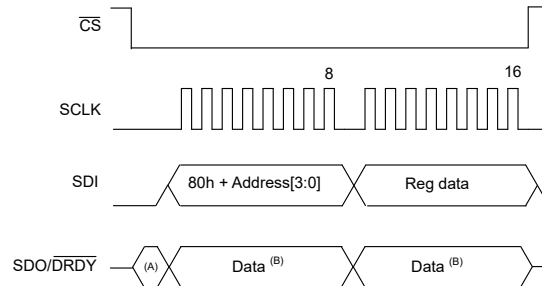 CS
8
16
SCLK
SDI
80h + Address[3:0]
Reg data
SDO/DRDY
(A)
Data (B)
Data (B)